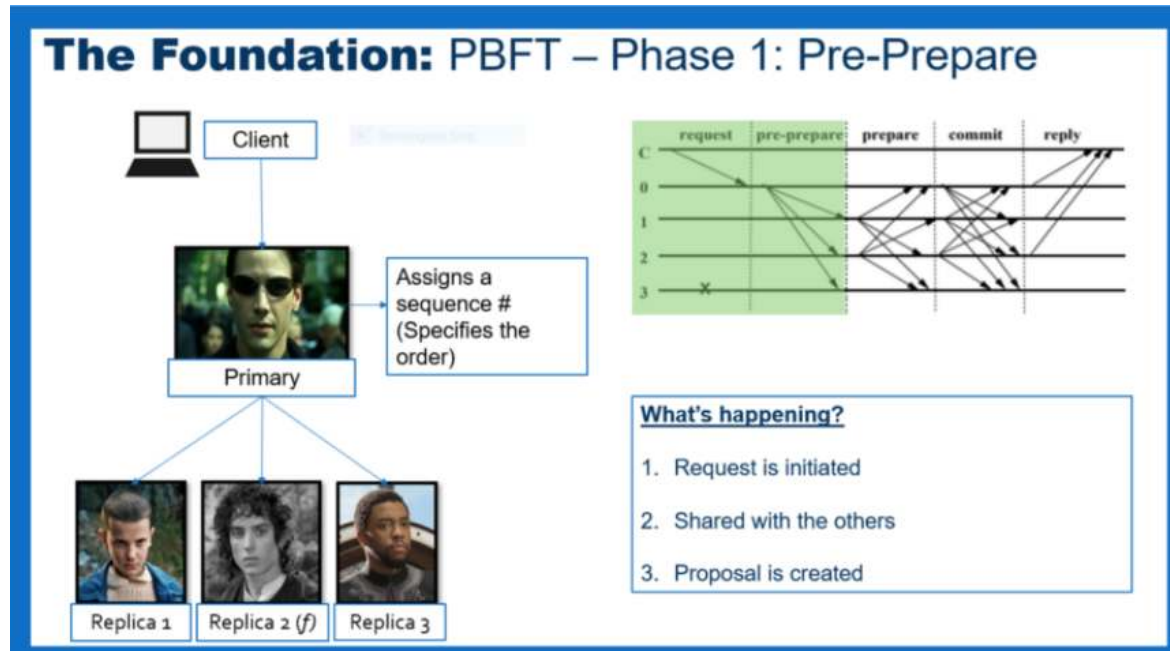 The Foundation: PBFT – Phase 1: Pre-Prepare
Client
Assigns a
sequence #
(Specifies the
order)
Primary
Replica 1
Replica 2 (f)
Replica 3
request pre-prepare prepare commit reply
C
0
1
2
3 X
What's happening?
1. Request is initiated
2. Shared with the others
3. Proposal is created